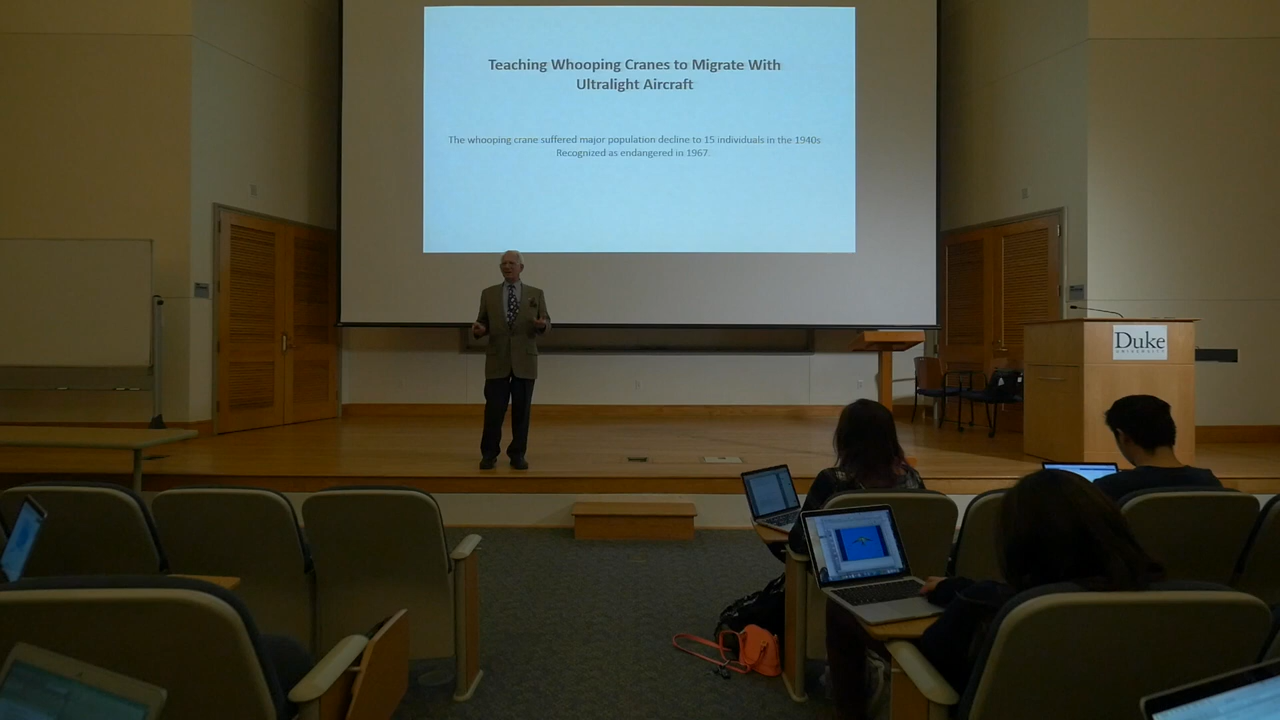 Teaching Whooping Cranes to Migrate With
Ultralight Aircraft
The whooping crane suffered major population decline to 15 individuals in the 1940s
Recognized as endangered in 1967.
Duke
UNIVERSITY